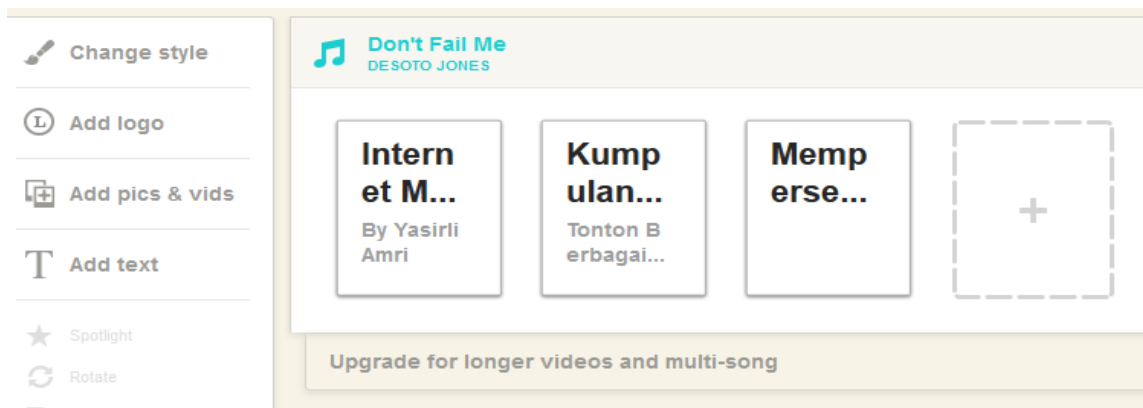 Change style
Add logo
Add pics & vids
Add text
Spotlight
Rotate
Don't Fail Me
DESOTO JONES
Intern
et M...
By Yasirli
Amri
Kump
ulan...
Tonton B
erbagai...
Memp
erse...
Upgrade for longer videos and multi-song